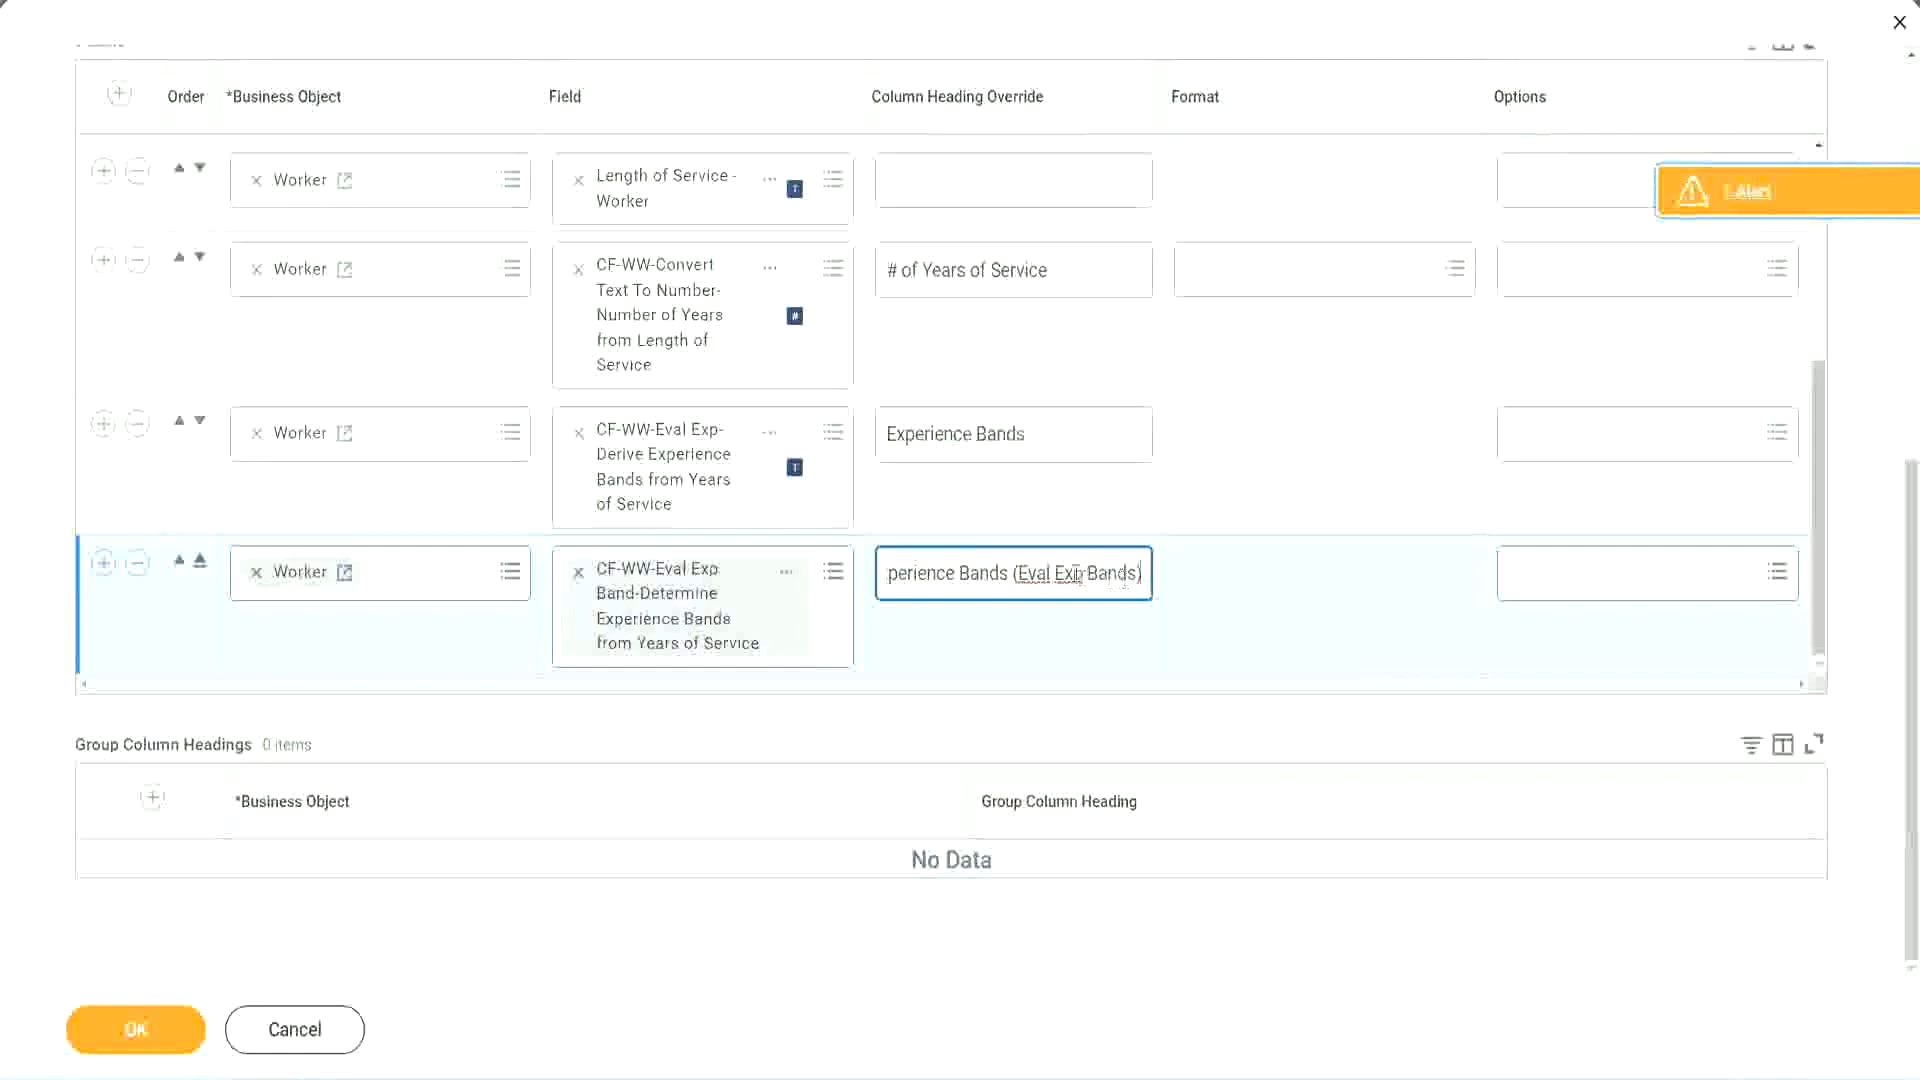 Order *Business Object Field Column Heading Override Format Options
Worker
Length of Service -
Worker
T
1 Alert
Worker
CF-WW-Convert
Text To Number-
Number of Years
from Length of
Service
#
# of Years of Service
Worker
CF-WW-Eval Exp-
Derive Experience
Bands from Years
of Service
T
Experience Bands
Worker
CF-WW-Eval Exp
Band-Determine
Experience Bands
from Years of Service
perience Bands (Eval Exp Bands)
Group Column Headings 0 items
*Business Object Group Column Heading
No Data
OK Cancel